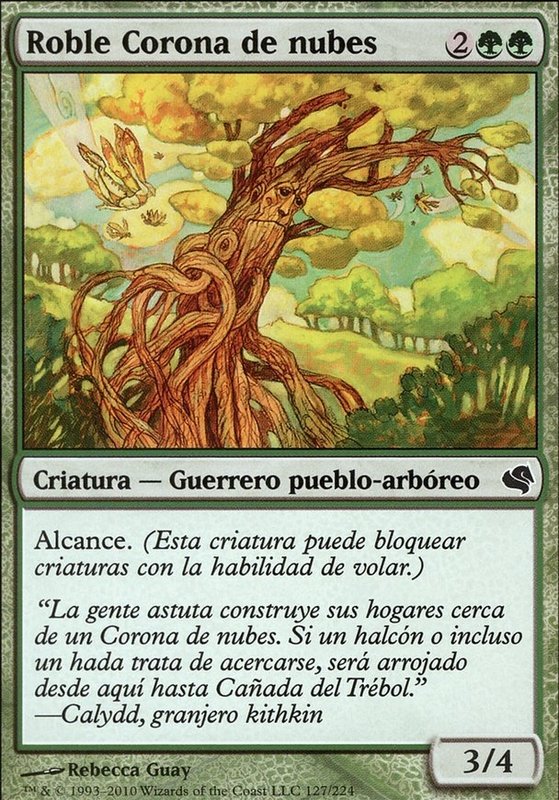 Roble Corona de nubes 2
Criatura — Guerrero pueblo-arbóreo
Alcance. (Esta criatura puede bloquear
criaturas con la habilidad de volar.)
“La gente astuta construye sus hogares cerca
de un Corona de nubes. Si un halcón o incluso
un hada trata de acercarse, será arrojado
desde aquí hasta Cañada del Trébol.”
—Calydd, granjero kithkin
3/4
Rebecca Guay
™ & © 1993–2010 Wizards of the Coast LLC 127/224